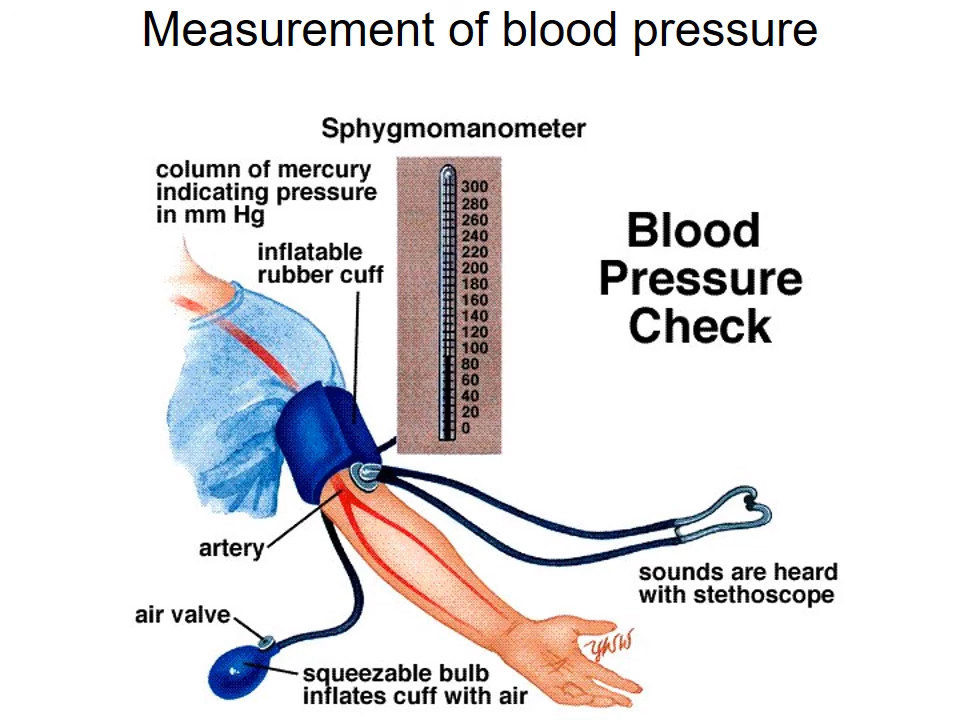 Measurement of blood pressure
Sphygmomanometer
column of mercury
indicating pressure
in mm Hg
inflatable
rubber cuff
300
280
260
240
220
200
180
160
140
120
100
80
60
40
20
0
Blood
Pressure
Check
artery
sounds are heard
with stethoscope
air valve
squeezable bulb
inflates cuff with air